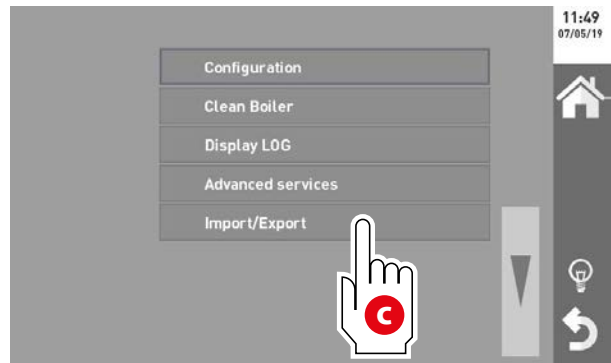 11:49
07/05/19
Configuration
Clean Boiler
Display LOG
Advanced services
Import/Export
C